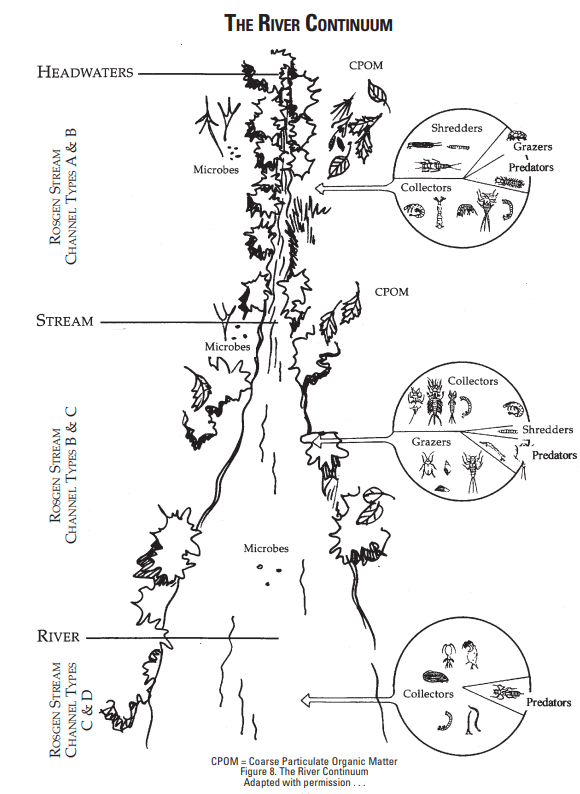 THE RIVER CONTINUUM
HEADWATERS
CPOM
Shredders
Grazers
Predators
Microbes
Collectors
ROSGEN STREAM
CHANNEL TYPES A & B
CPOM
STREAM
Microbes
Collectors
Shredders
Grazers
Predators
ROSGEN STREAM
CHANNEL TYPES B & C
Microbes
RIVER
Collectors
Predators
ROSGEN STREAM
CHANNEL TYPES
C & D
CPOM = Coarse Particulate Organic Matter
Figure 8. The River Continuum
Adapted with permission . . .